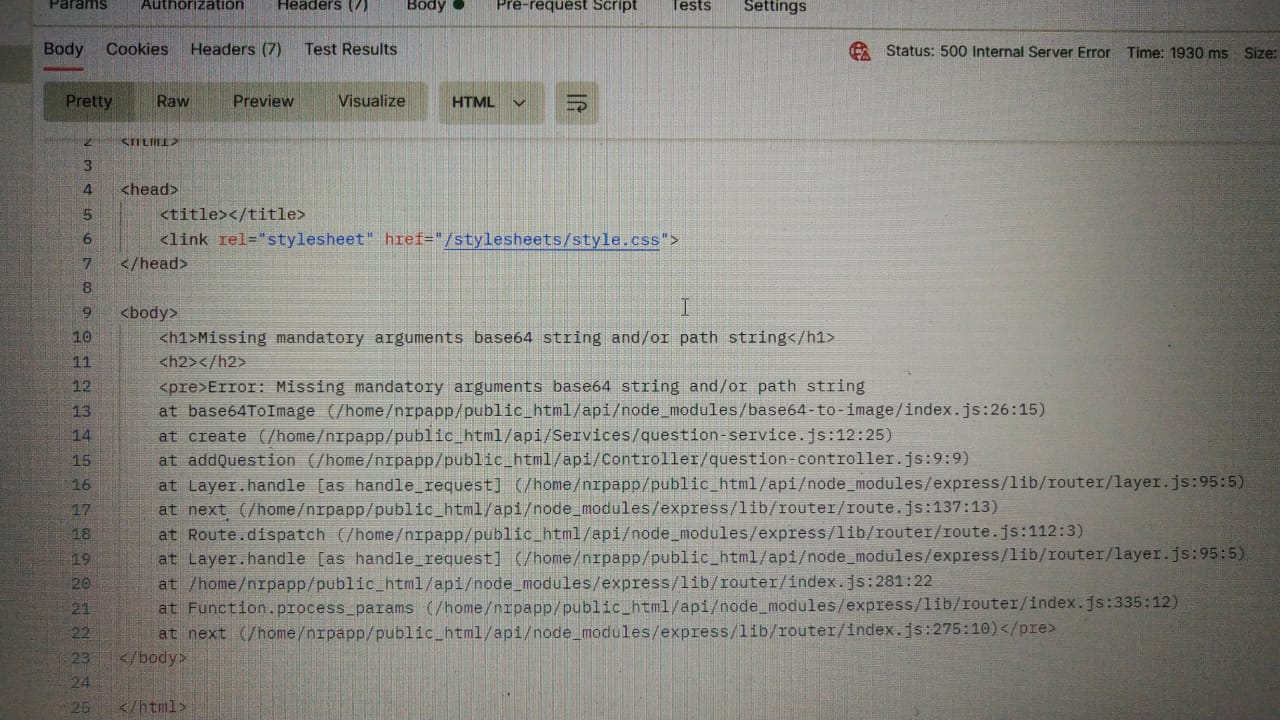 Params Authorization Headers (7) Body Pre-request Script Tests Settings
Body Cookies Headers (7) Test Results Status: 500 Internal Server Error Time: 1930 ms Size:
Pretty Raw Preview Visualize HTML
2 <html>
3
4 <head>
5 <title></title>
6 <link rel="stylesheet" href="/stylesheets/style.css">
7 </head>
8
9 <body>
10 <h1>Missing mandatory arguments base64 string and/or path string</h1>
11 <h2></h2>
12 <pre>Error: Missing mandatory arguments base64 string and/or path string
13 at base64ToImage (/home/nrpapp/public_html/api/node_modules/base64-to-image/index.js:26:15)
14 at create (/home/nrpapp/public_html/api/Services/question-service.js:12:25)
15 at addQuestion (/home/nrpapp/public_html/api/Controller/question-controller.js:9:9)
16 at Layer.handle [as handle_request] (/home/nrpapp/public_html/api/node_modules/express/lib/router/layer.js:95:5)
17 at next (/home/nrpapp/public_html/api/node_modules/express/lib/router/route.js:137:13)
18 at Route.dispatch (/home/nrpapp/public_html/api/node_modules/express/lib/router/route.js:112:3)
19 at Layer.handle [as handle_request] (/home/nrpapp/public_html/api/node_modules/express/lib/router/layer.js:95:5)
20 at /home/nrpapp/public_html/api/node_modules/express/lib/router/index.js:281:22
21 at Function.process_params (/home/nrpapp/public_html/api/node_modules/express/lib/router/index.js:335:12)
22 at next (/home/nrpapp/public_html/api/node_modules/express/lib/router/index.js:275:10)</pre>
23 </body>
24
25 </html>